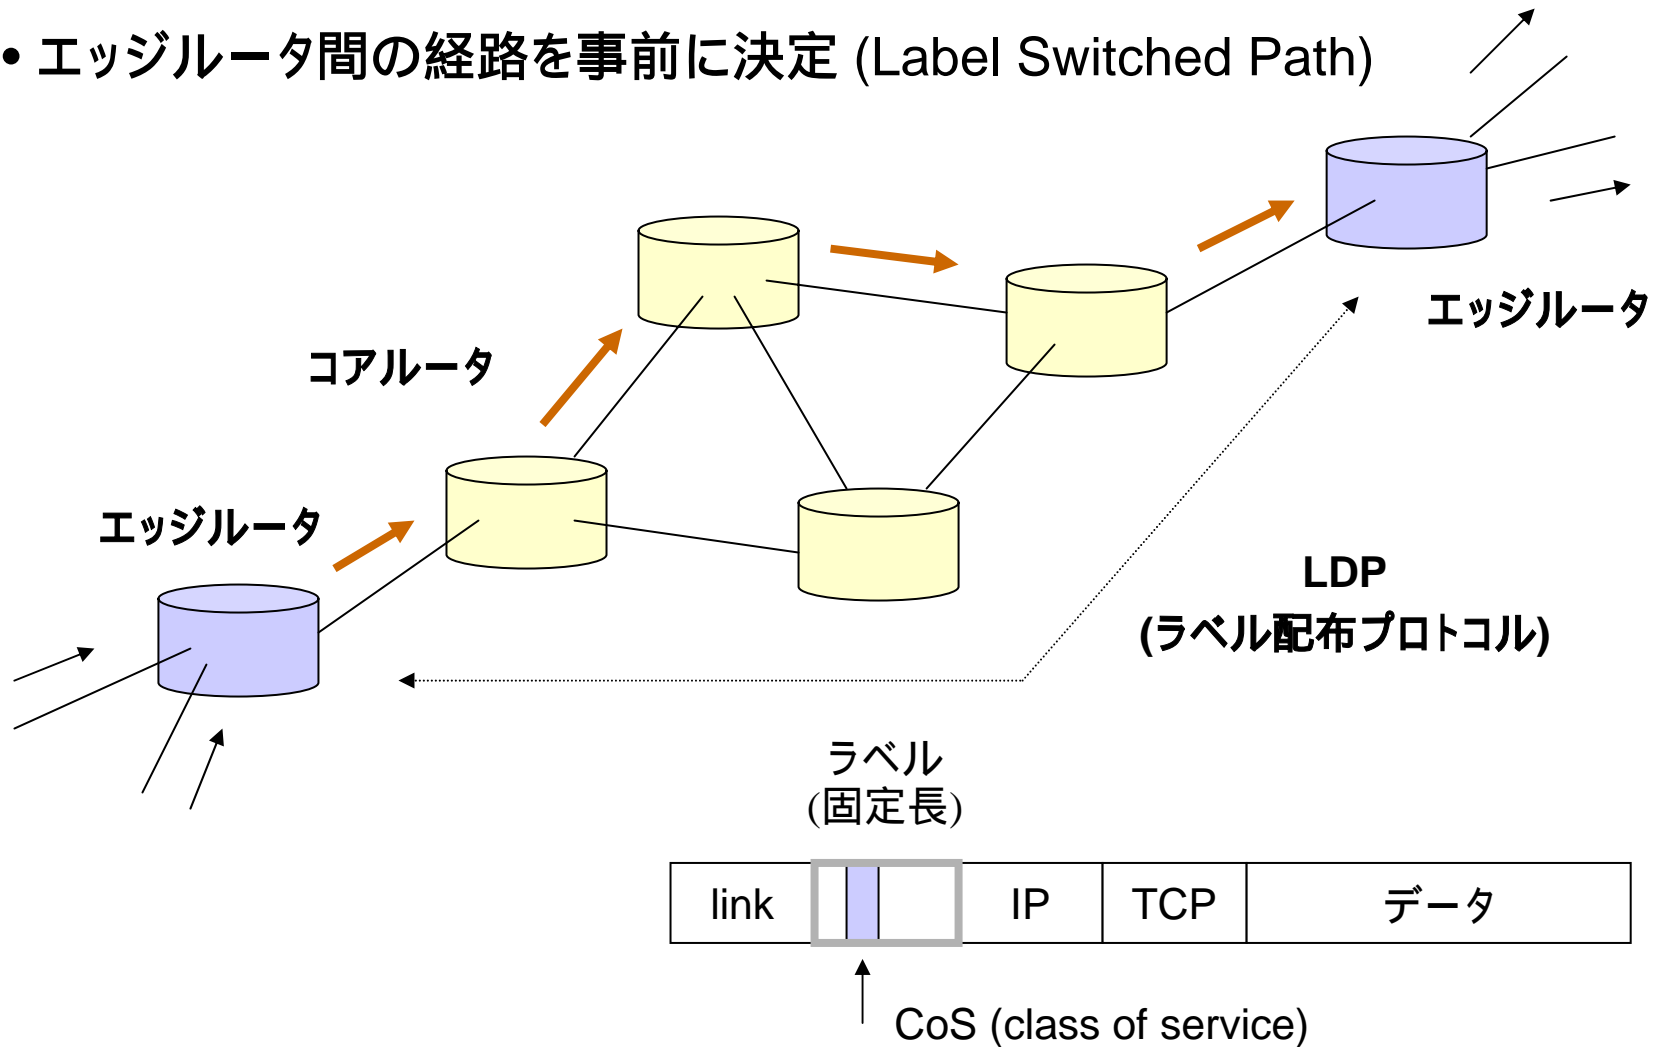 • エッジルータ間の経路を事前に決定 (Label Switched Path)
エッジルータ
コアルータ
エッジルータ
LDP
(ラベル配布プロトコル)
ラベル
(固定長)
link IP TCP データ
CoS (class of service)